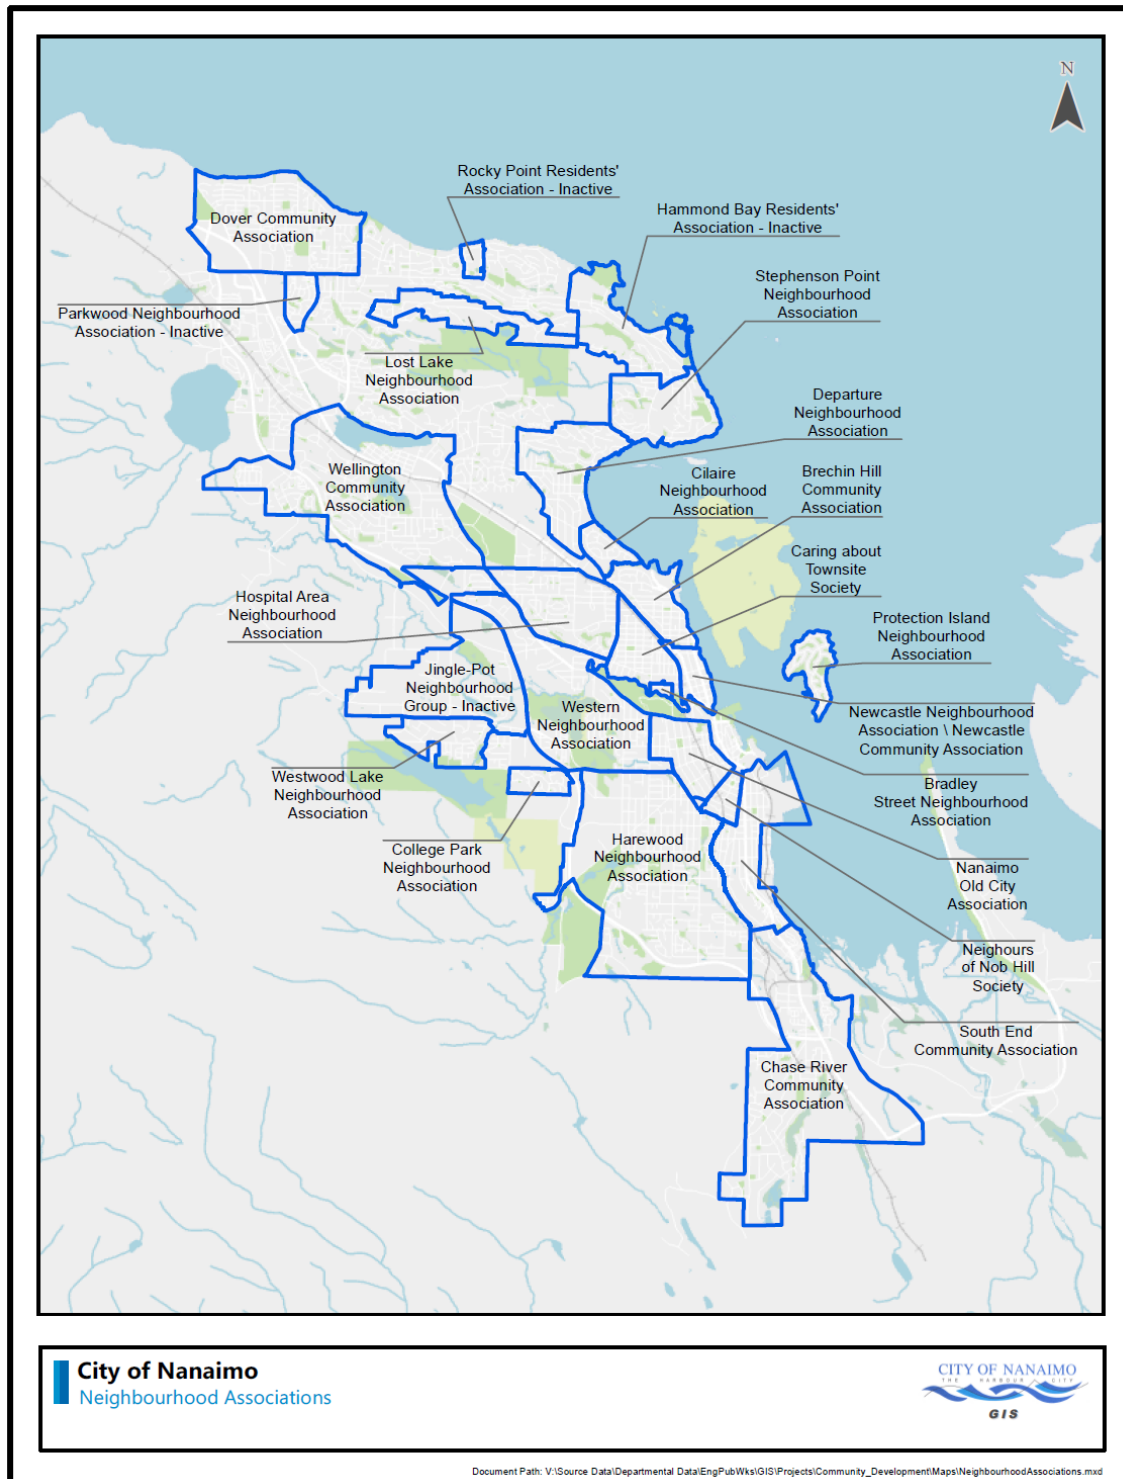 N
Rocky Point Residents'
Association - Inactive
Hammond Bay Residents'
Association - Inactive
Dover Community
Association
Stephenson Point
Neighbourhood
Association
Parkwood Neighbourhood
Association - Inactive
Lost Lake
Neighbourhood
Association
Departure
Neighbourhood
Association
Wellington
Community
Association
Cilaire
Neighbourhood
Association
Brechin Hill
Community
Association
Caring about
Townsite
Society
Hospital Area
Neighbourhood
Association
Protection Island
Neighbourhood
Association
Jingle-Pot
Neighbourhood
Group - Inactive
Western
Neighbourhood
Association
Newcastle Neighbourhood
Association \ Newcastle
Community Association
Westwood Lake
Neighbourhood
Association
Bradley
Street Neighbourhood
Association
College Park
Neighbourhood
Association
Harewood
Neighbourhood
Association
Nanaimo
Old City
Association
Neighours
of Nob Hill
Society
South End
Community Association
Chase River
Community
Association
City of Nanaimo
Neighbourhood Associations
CITY OF NANAIMO
THE HARBOUR CITY
GIS
Document Path: V:\Source Data\Departmental Data\EngPubWks\GIS\Projects\Community_Development\Maps\NeighbourhoodAssociations.mxd